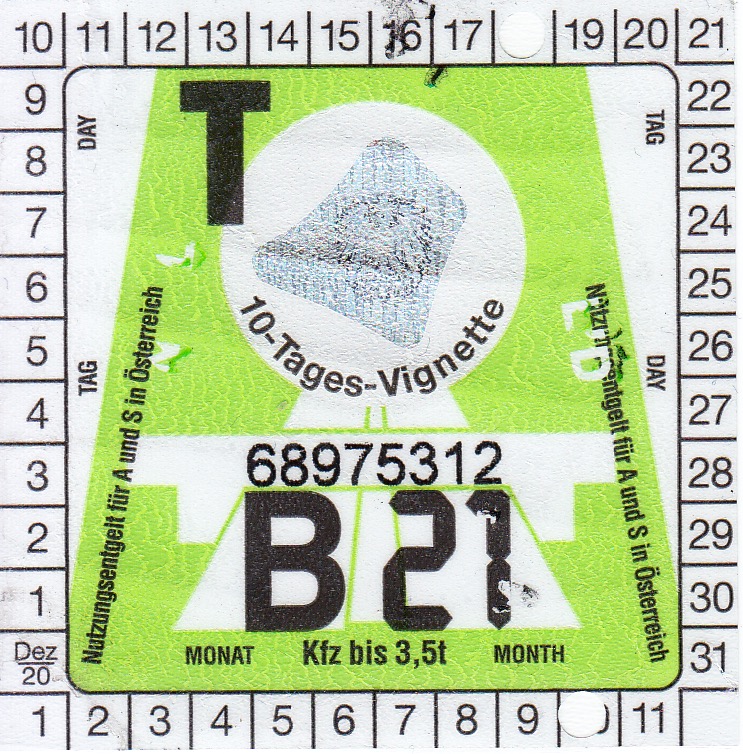 10 11 12 13 14 15 16 17 19 20 21
9 22
8 23
7 24
6 25
5 26
4 27
3 28
2 29
1 30
Dez 20 31
1 2 3 4 5 6 7 8 9 11
DAY
TAG
T
TAG
DAY
10-Tages-Vignette
Nutzungsentgelt für A und S in Österreich
Nutzungsentgelt für A und S in Österreich
68975312
B 21
MONAT Kfz bis 3,5t MONTH